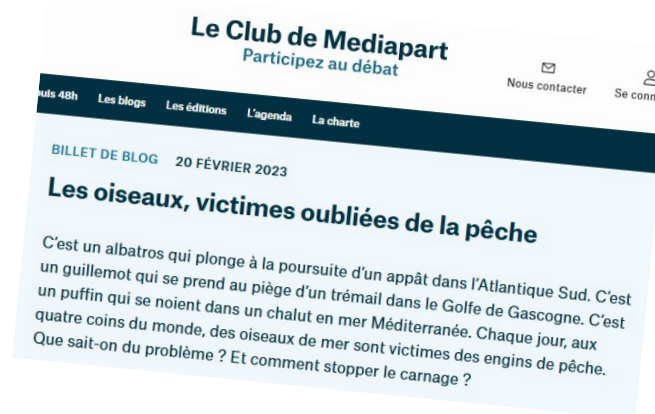 Le Club de Mediapart
Participez au débat
Nous contacter
48h
Les blogs
Les éditions
L'agenda
La charte
BILLET DE BLOG 20 FÉVRIER 2023
Les oiseaux, victimes oubliées de la pêche
C'est un albatros qui plonge à la poursuite d'un appât dans l'Atlantique Sud. C'est
un guillemot qui se prend au piège d'un trémail dans le Golfe de Gascogne. C'est
un puffin qui se noient dans un chalut en mer Méditerranée. Chaque jour, aux
quatre coins du monde, des oiseaux de mer sont victimes des engins de pêche.
Que sait-on du problème ? Et comment stopper le carnage ?